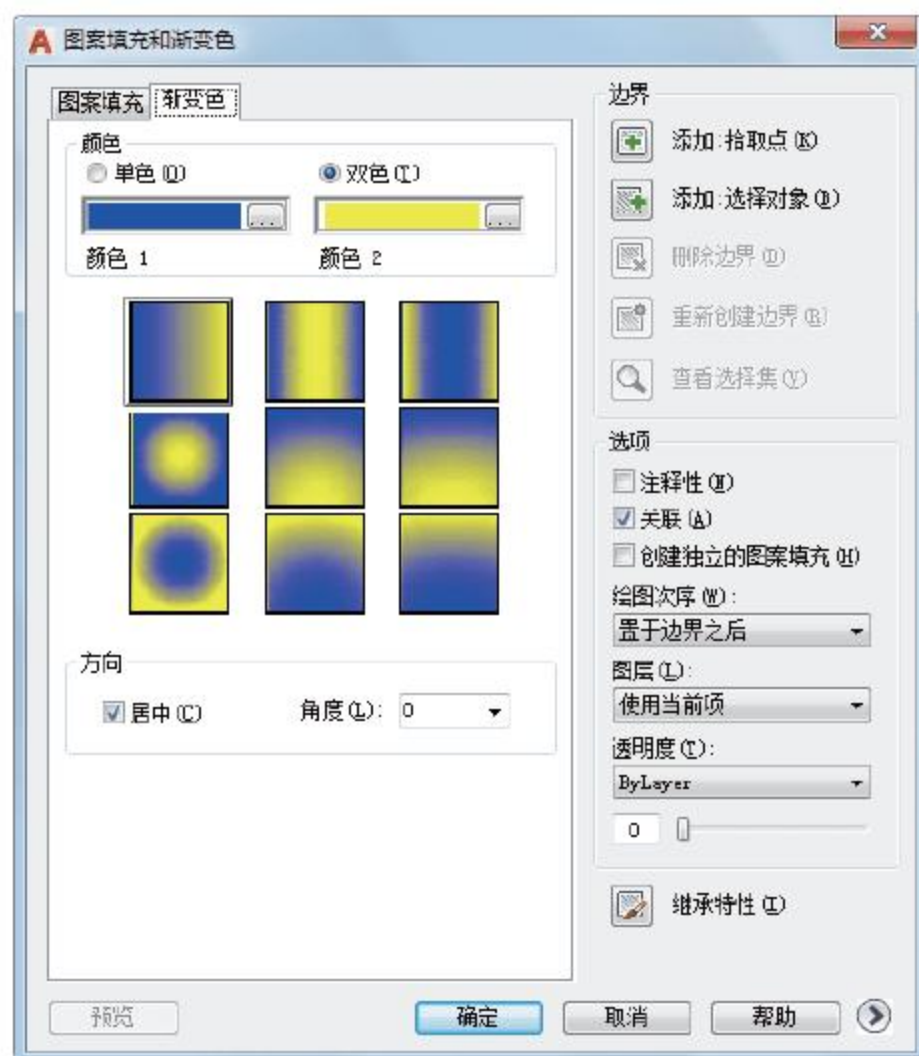 图案填充和渐变色
图案填充 渐变色
颜色
单色(O) 双色(T)
颜色 1 颜色 2
方向
居中(C) 角度(L): 0
边界
添加:拾取点(K)
添加:选择对象(B)
删除边界(D)
重新创建边界(R)
查看选择集(V)
选项
注释性(N)
关联(A)
创建独立的图案填充(H)
绘图次序(W):
置于边界之后
图层(L):
使用当前项
透明度(T):
ByLayer
0
继承特性(I)
预览 确定 取消 帮助